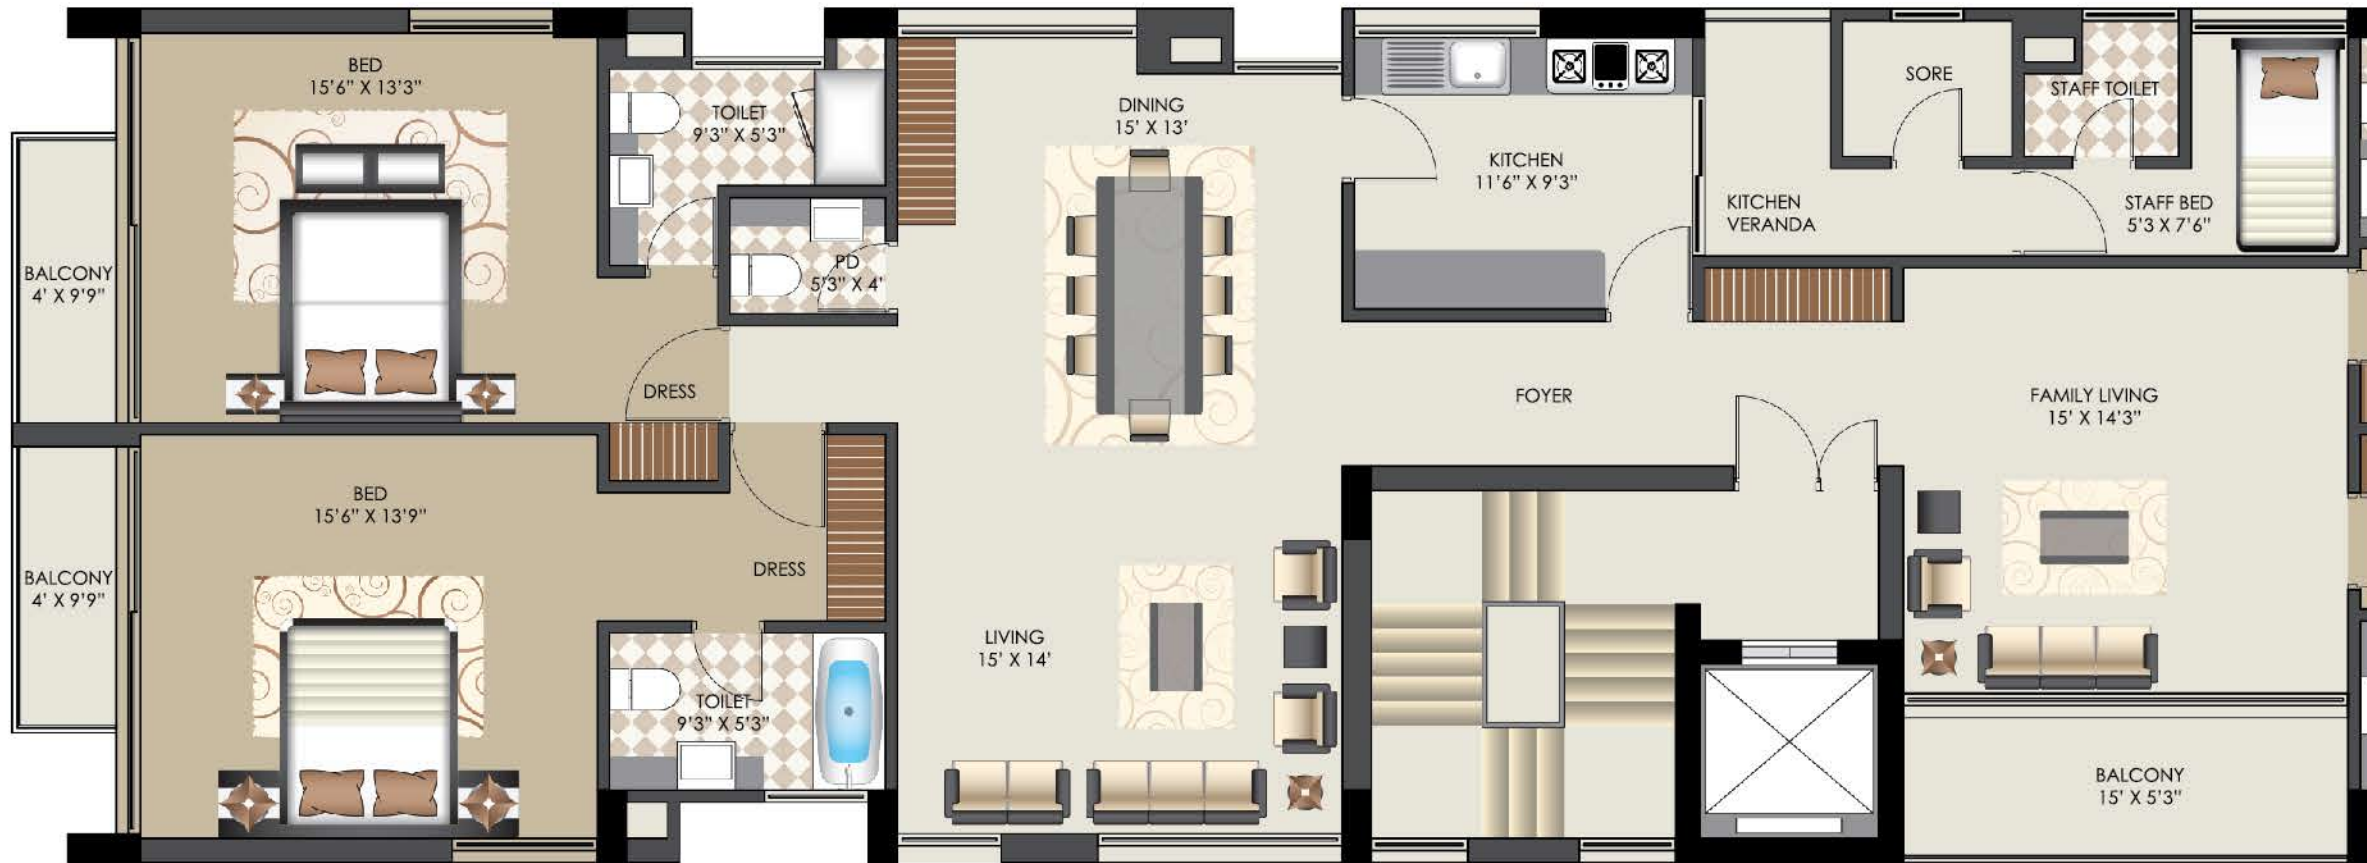 BED
15'6" X 13'3"
TOILET
9'3" X 5'3"
DINING
15' X 13'
KITCHEN
11'6" X 9'3"
SORE
STAFF TOILET
KITCHEN
VERANDA
STAFF BED
5'3 X 7'6"
BALCONY
4' X 9'9"
PD
5'3" X 4'
DRESS
FOYER
FAMILY LIVING
15' X 14'3"
BED
15'6" X 13'9"
BALCONY
4' X 9'9"
DRESS
LIVING
15' X 14'
TOILET
9'3" X 5'3"
BALCONY
15' X 5'3"